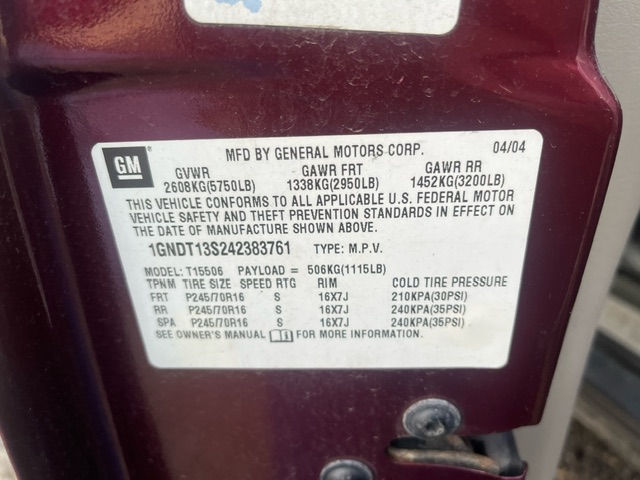 GM
MFD BY GENERAL MOTORS CORP. 04/04
GVWR GAWR FRT GAWR RR
2608KG(5750LB) 1338KG(2950LB) 1452KG(3200LB)
THIS VEHICLE CONFORMS TO ALL APPLICABLE U.S. FEDERAL MOTOR
VEHICLE SAFETY AND THEFT PREVENTION STANDARDS IN EFFECT ON
THE DATE OF MANUFACTURE SHOWN ABOVE.
1GNDT13S242383761 TYPE: M.P.V.
MODEL: T15506 PAYLOAD = 506KG(1115LB)
TPNM TIRE SIZE SPEED RTG RIM COLD TIRE PRESSURE
FRT P245/70R16 S 16X7J 210KPA(30PSI)
RR P245/70R16 S 16X7J 240KPA(35PSI)
SPA P245/70R16 S 16X7J 240KPA(35PSI)
SEE OWNER'S MANUAL FOR MORE INFORMATION.